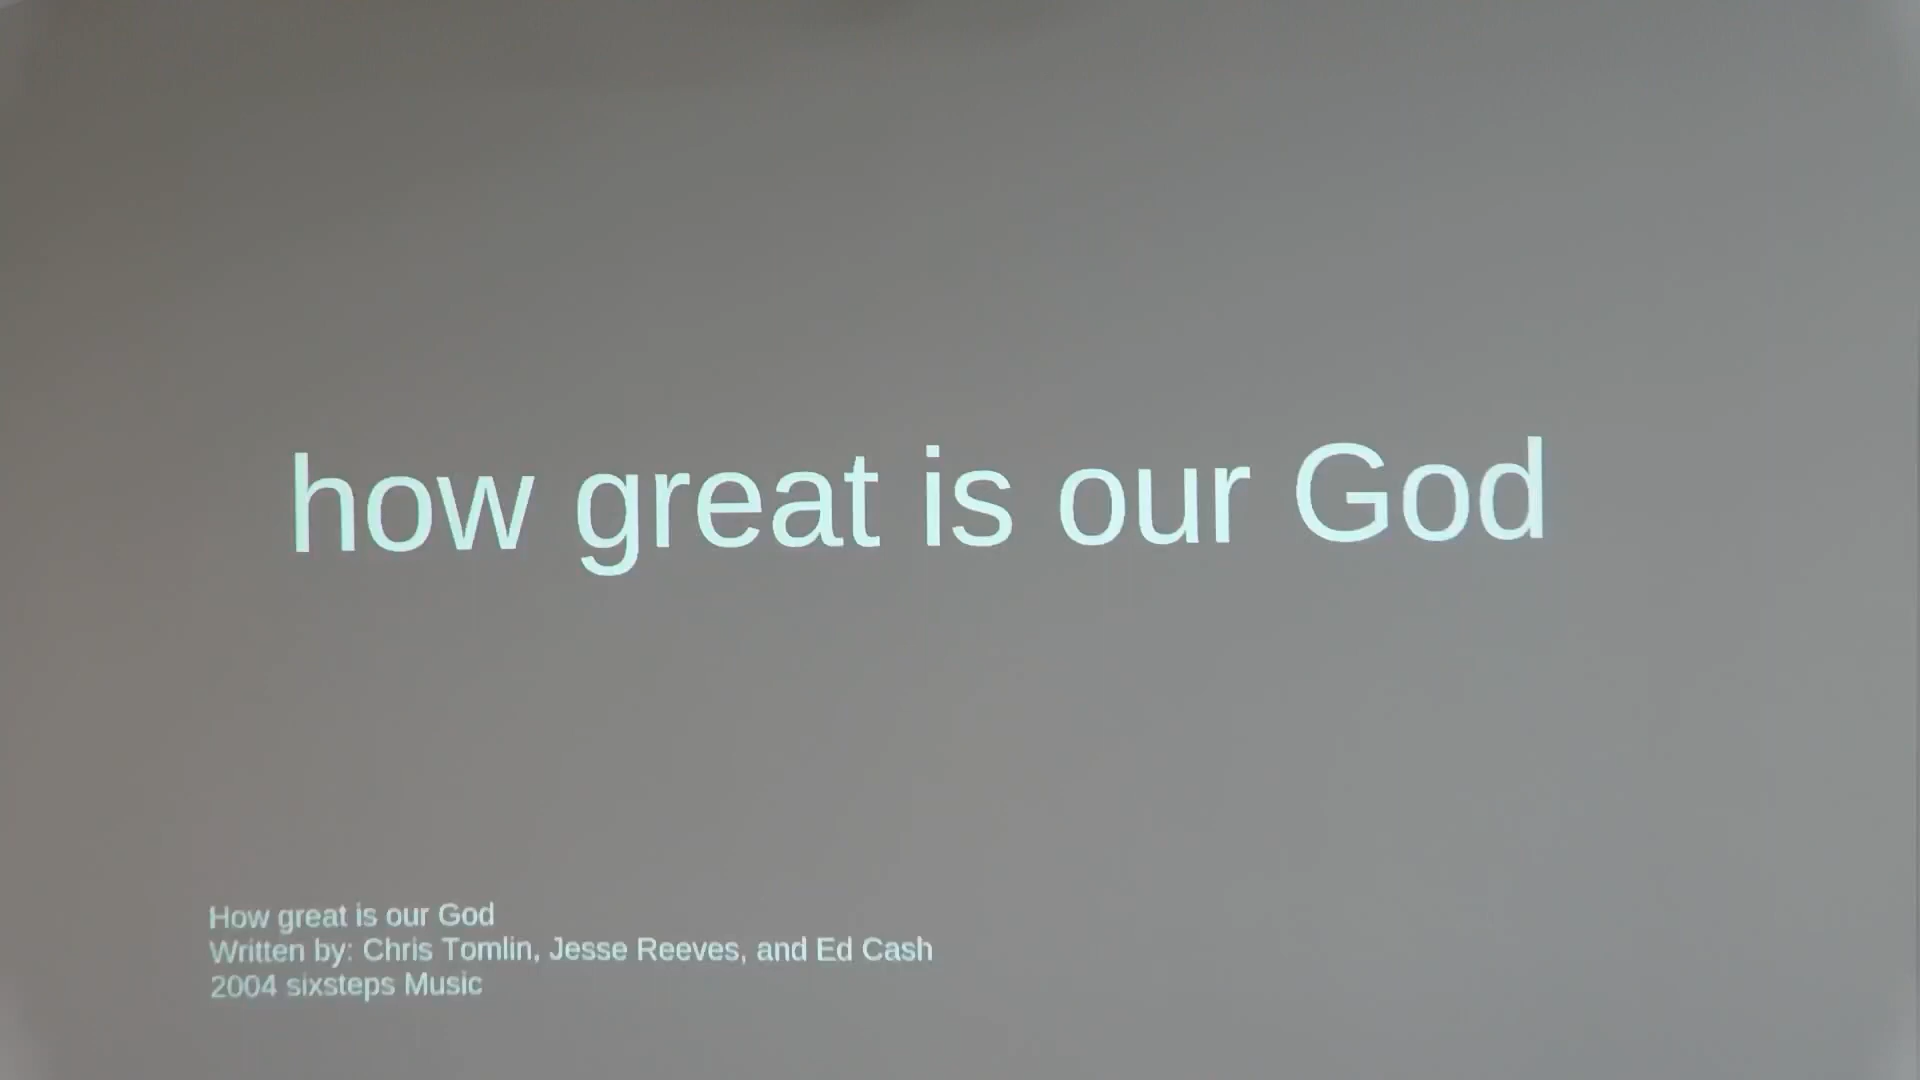 how great is our God
How great is our God
Written by: Chris Tomlin, Jesse Reeves, and Ed Cash
2004 sixsteps Music